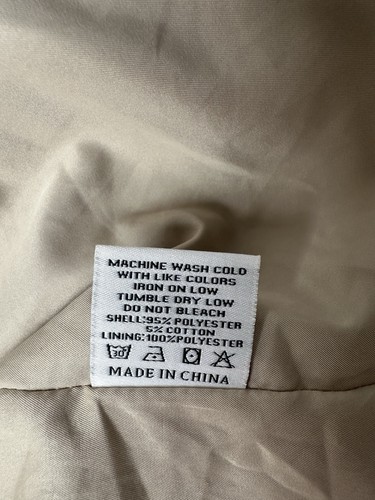 MACHINE WASH COLD
WITH LIKE COLORS
IRON ON LOW
TUMBLE DRY LOW
DO NOT BLEACH
SHELL:95% POLYESTER
5% COTTON
LINING:100%POLYESTER
30
MADE IN CHINA